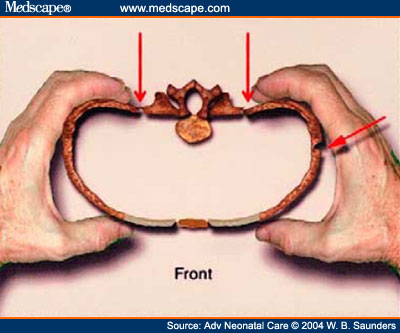 Medscape® www.medscape.com
Front
Source: Adv Neonatal Care © 2004 W. B. Saunders